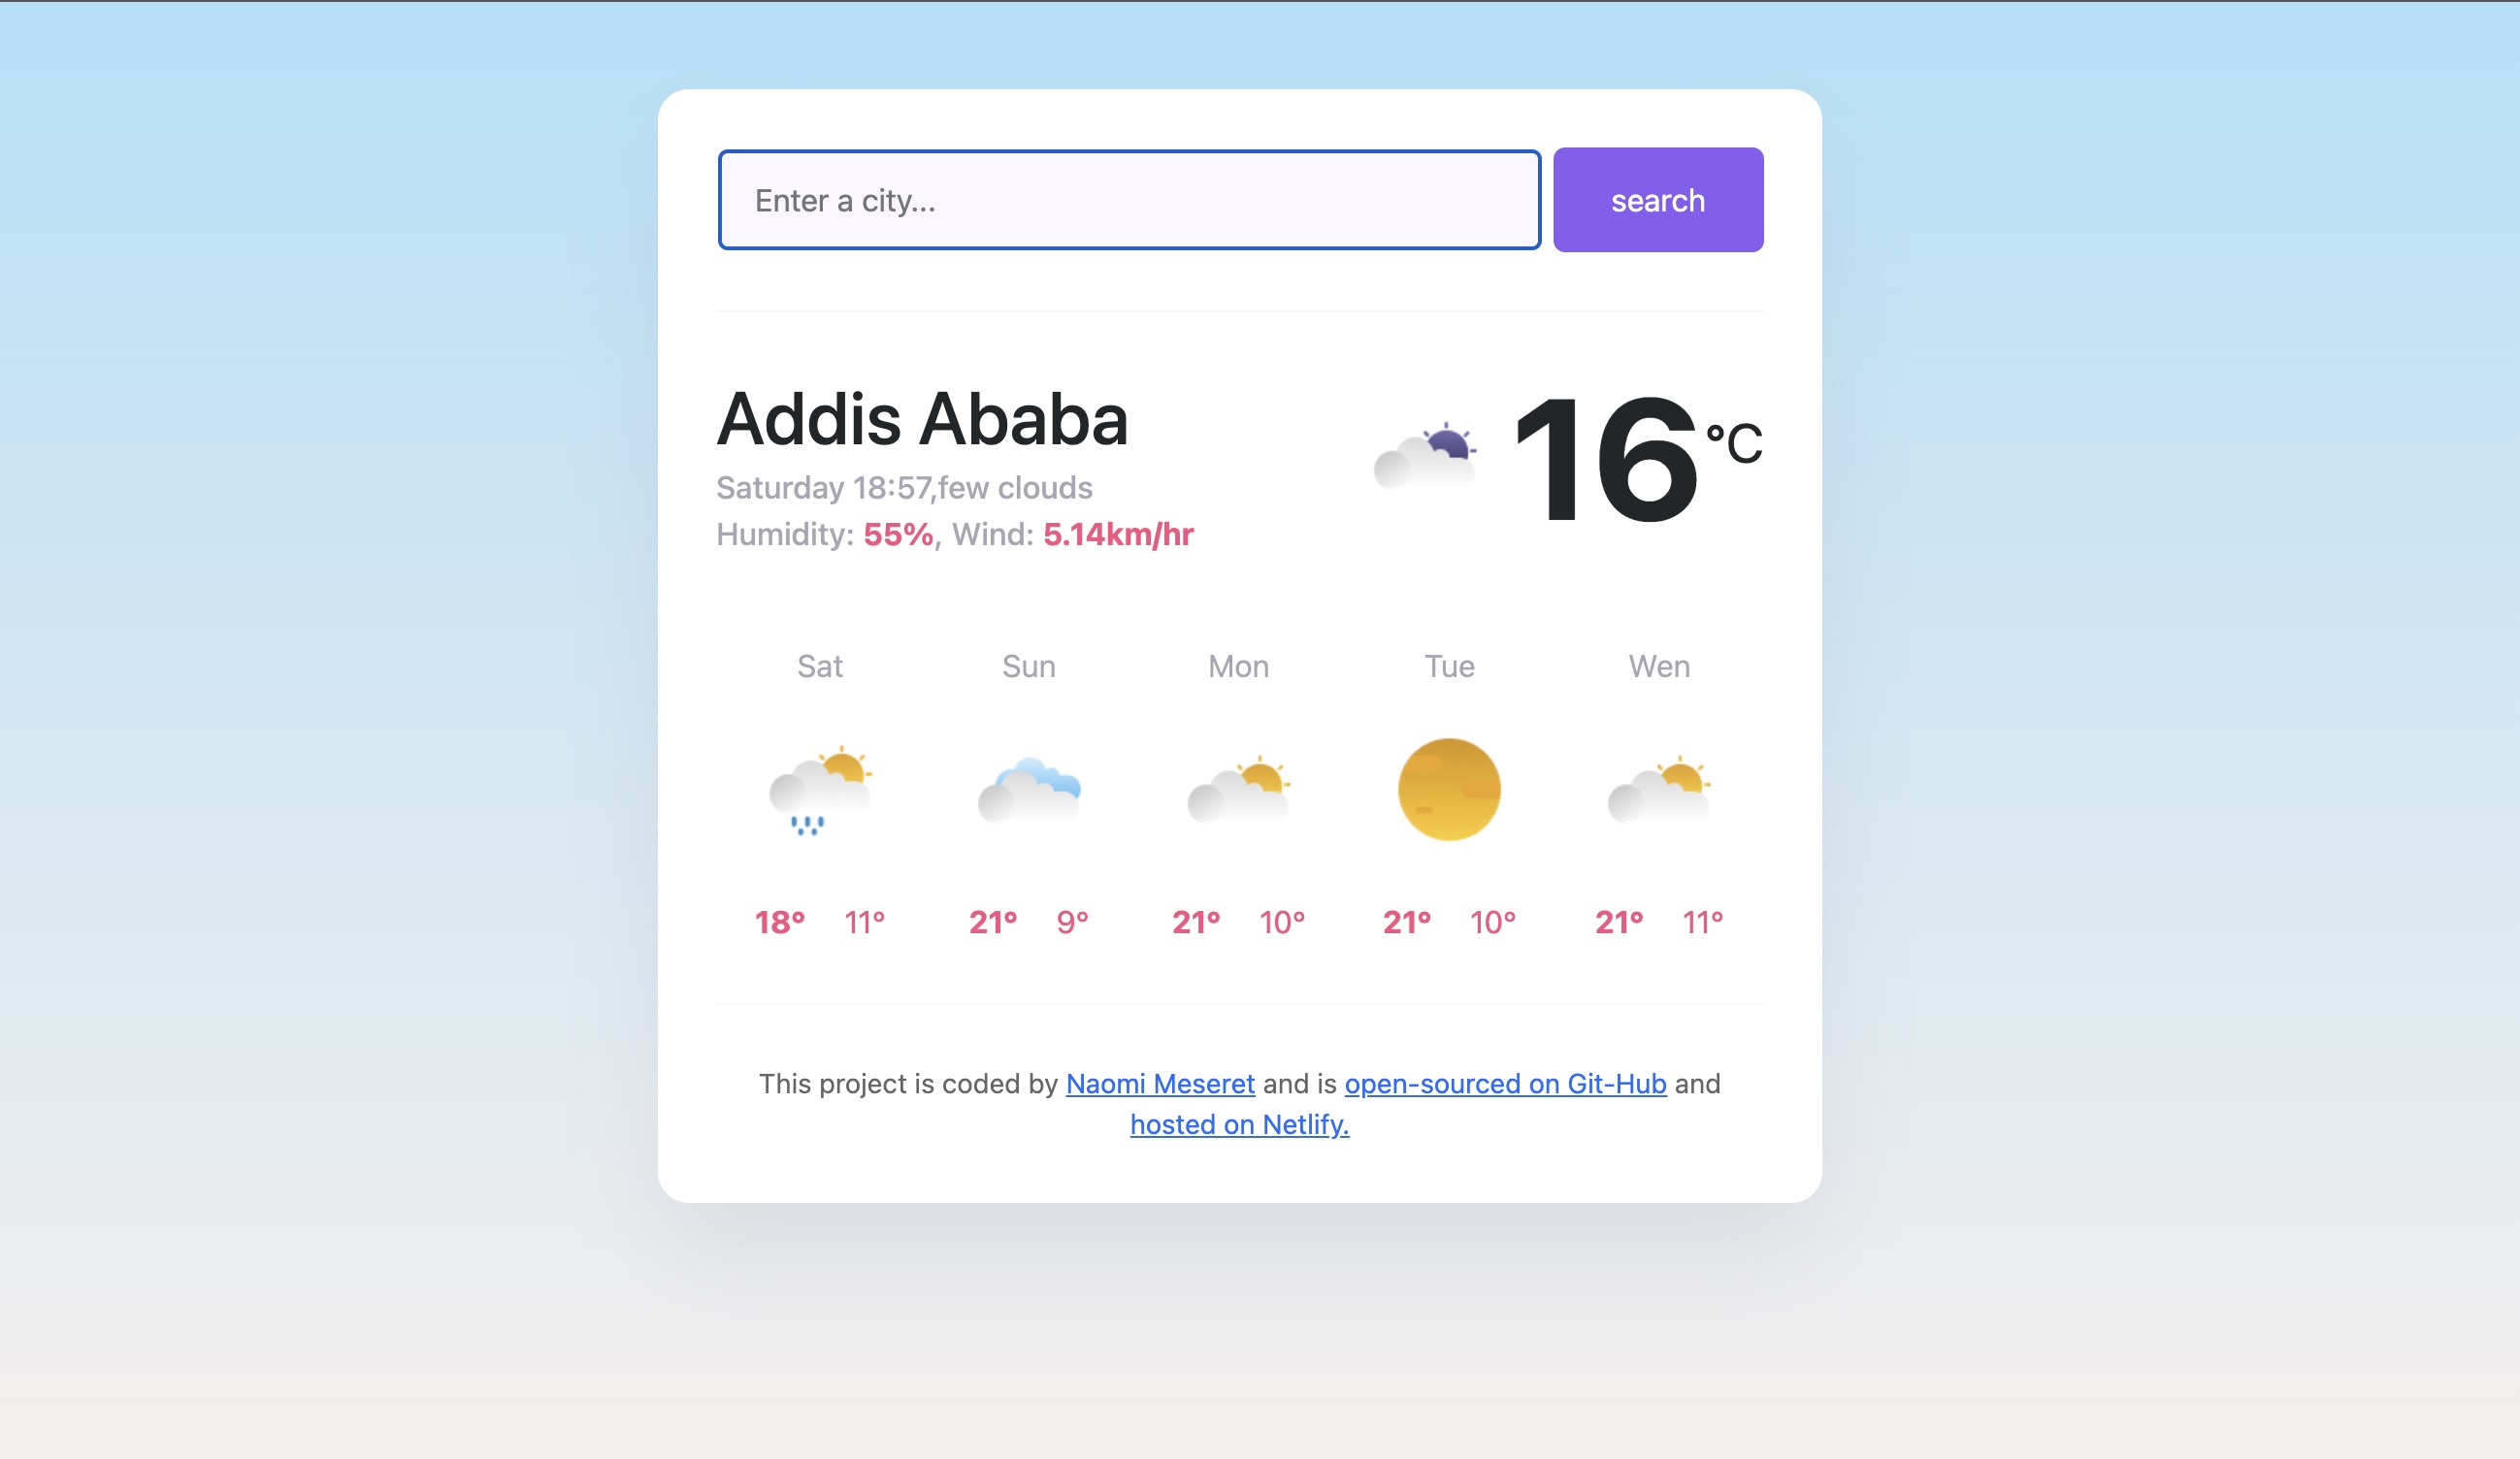 Enter a city...
search
Addis Ababa
16 °C
Saturday 18:57,few clouds
Humidity: 55%, Wind: 5.14km/hr
Sat Sun Mon Tue Wen
18° 11° 21° 9° 21° 10° 21° 10° 21° 11°
This project is coded by Naomi Meseret and is open-sourced on Git-Hub and
hosted on Netlify.